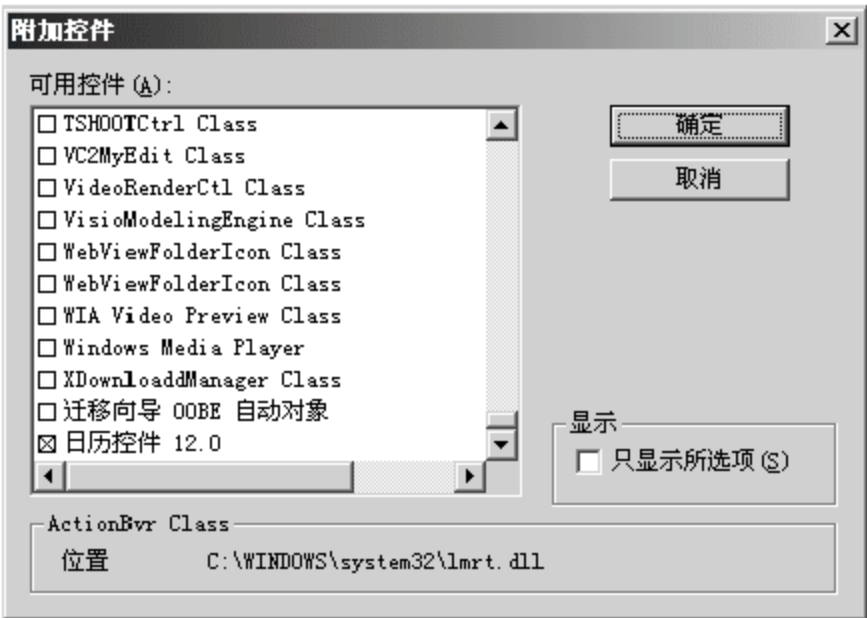 附加控件
可用控件(A):
TSHOOTCtrl Class
VC2MyEdit Class
VideoRenderCtl Class
VisioModelingEngine Class
WebViewFolderIcon Class
WebViewFolderIcon Class
WIA Video Preview Class
Windows Media Player
XDownloaddManager Class
迁移向导 OOBE 自动对象
日历控件 12.0
确定
取消
显示
只显示所选项(S)
ActionBvr Class
位置 C:\WINDOWS\system32\lmrt.dll